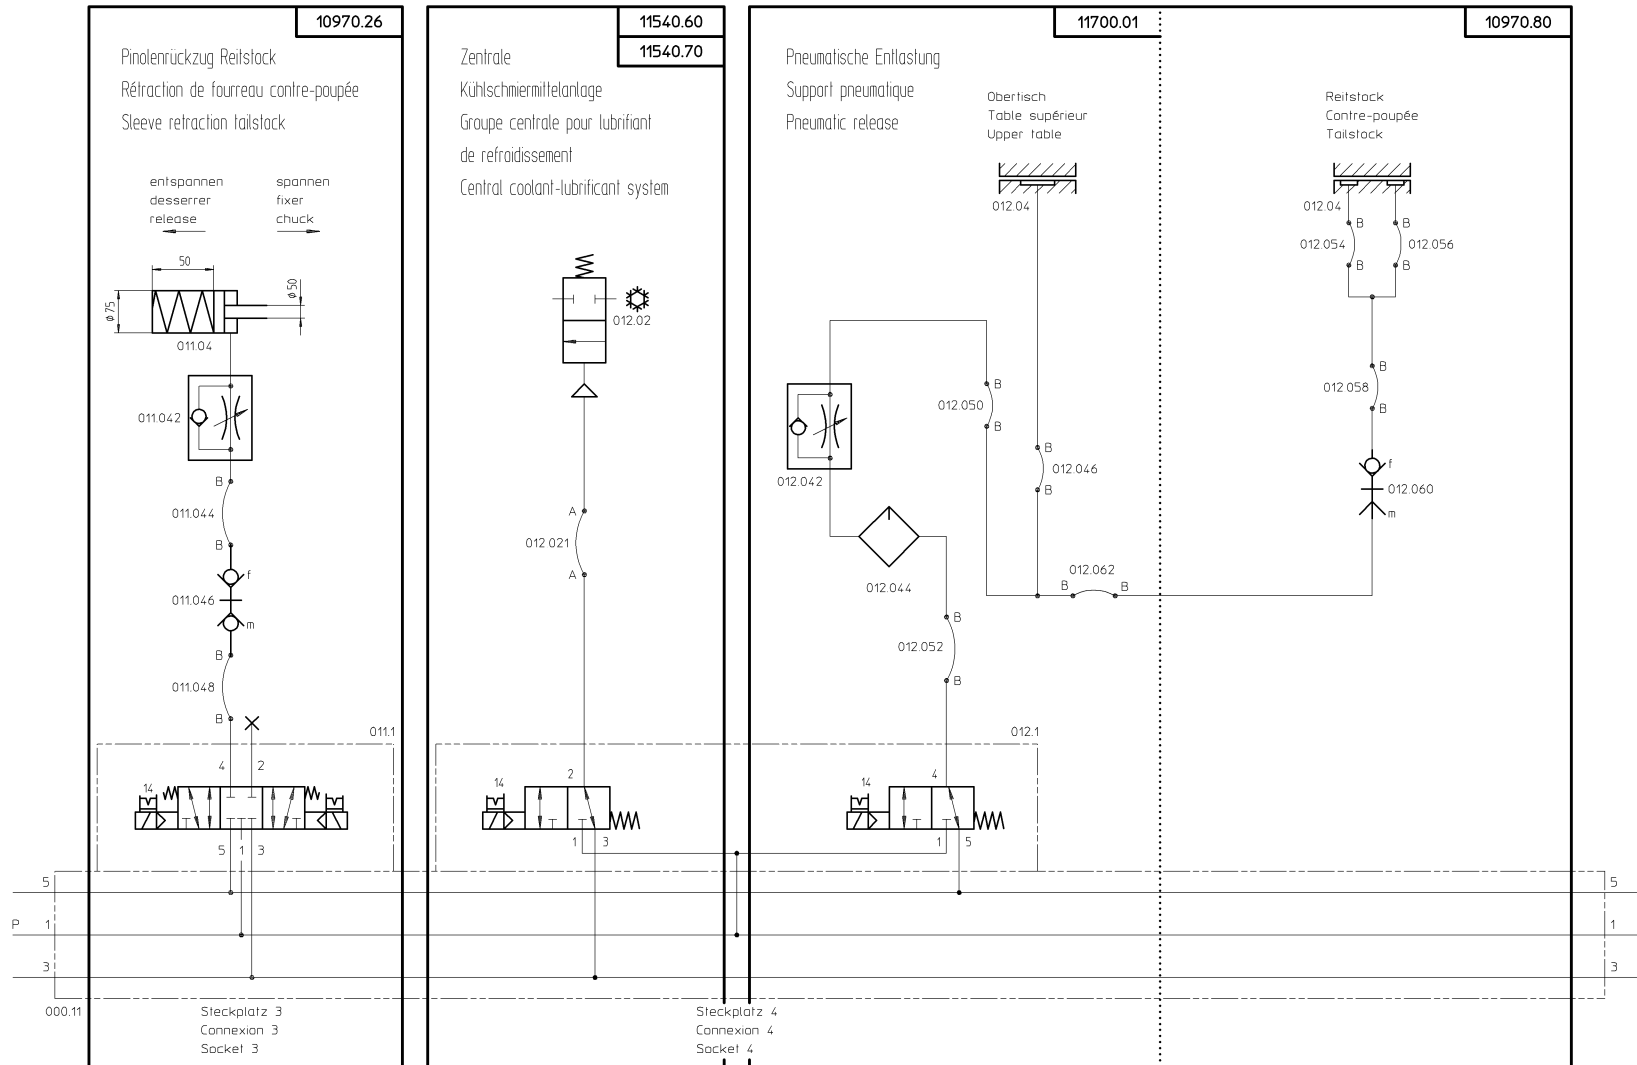 10970.26
Pinolenrückzug Reitstock
Rétraction de fourreau contre-poupée
Sleeve retraction tailstock
entspannen
desserrer
release
spannen
fixer
chuck
50
ø 75
ø 50
011.04
011.042
B
011.044
B
f
011.046
m
B
011.048
B
011.1
4
2
14
5
1
3
11540.60
11540.70
Zentrale
Kühlschmiermittelanlage
Groupe centrale pour lubrifiant
de refroidissement
Central coolant-lubrificant system
012.02
A
012 021
A
2
14
1
3
11700.01
10970.80
Pneumatische Entlastung
Support pneumatique
Pneumatic release
Obertisch
Table supérieur
Upper table
012.04
B
012.050
B
012.042
B
012.046
B
012.044
012.062
B
B
B
012.052
B
012.1
4
14
1
5
Reitstock
Contre-poupée
Tailstock
012.04
B
B
012.054
012.056
B
B
B
012 058
B
f
012.060
m
5
5
P
1
1
3
3
000.11
Steckplatz 3
Connexion 3
Socket 3
Steckplatz 4
Connexion 4
Socket 4